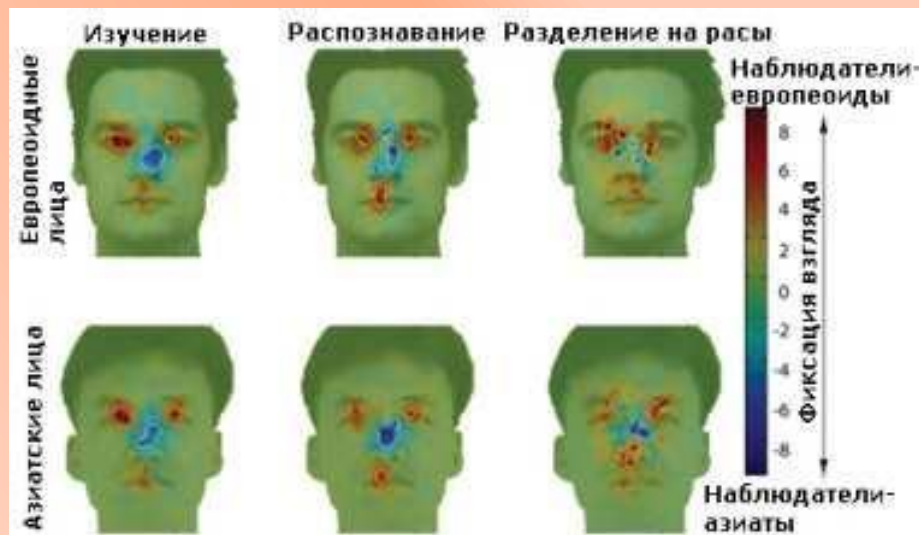 Изучение
Распознавание
Разделение на расы
Европеоидные
лица
Азиатские лица
Наблюдатели-
европеоиды
8
6
4
2
0
-2
-4
-6
-8
Фиксация взгляда
Наблюдатели-
азиаты